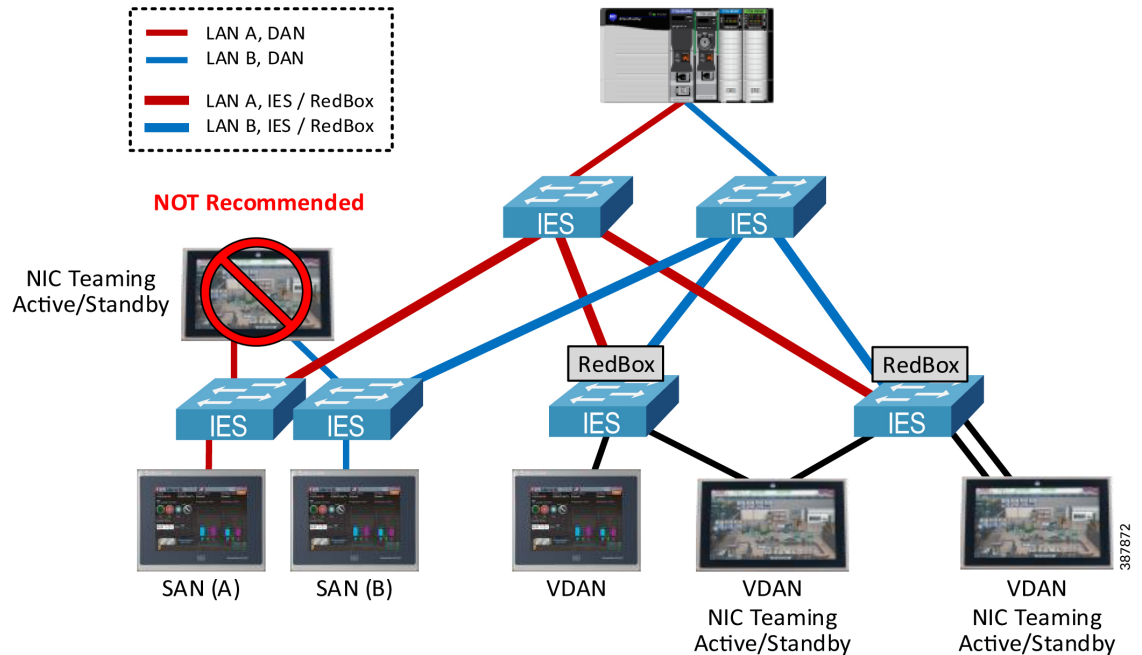 LAN A, DAN
LAN B, DAN
LAN A, IES / RedBox
LAN B, IES / RedBox
NOT Recommended
IES
IES
NIC Teaming
Active/Standby
RedBox
RedBox
IES
IES
IES
IES
SAN (A)
SAN (B)
VDAN
VDAN
NIC Teaming
Active/Standby
VDAN
NIC Teaming
Active/Standby
387872